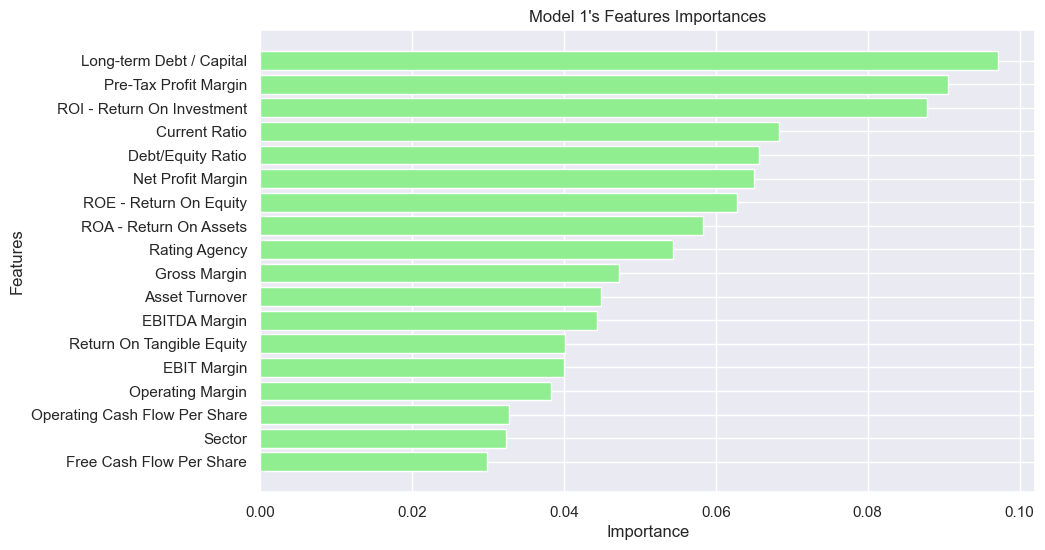 Model 1's Features Importances
Features
Long-term Debt / Capital
Pre-Tax Profit Margin
ROI - Return On Investment
Current Ratio
Debt/Equity Ratio
Net Profit Margin
ROE - Return On Equity
ROA - Return On Assets
Rating Agency
Gross Margin
Asset Turnover
EBITDA Margin
Return On Tangible Equity
EBIT Margin
Operating Margin
Operating Cash Flow Per Share
Sector
Free Cash Flow Per Share
0.00 0.02 0.04 0.06 0.08 0.10
Importance